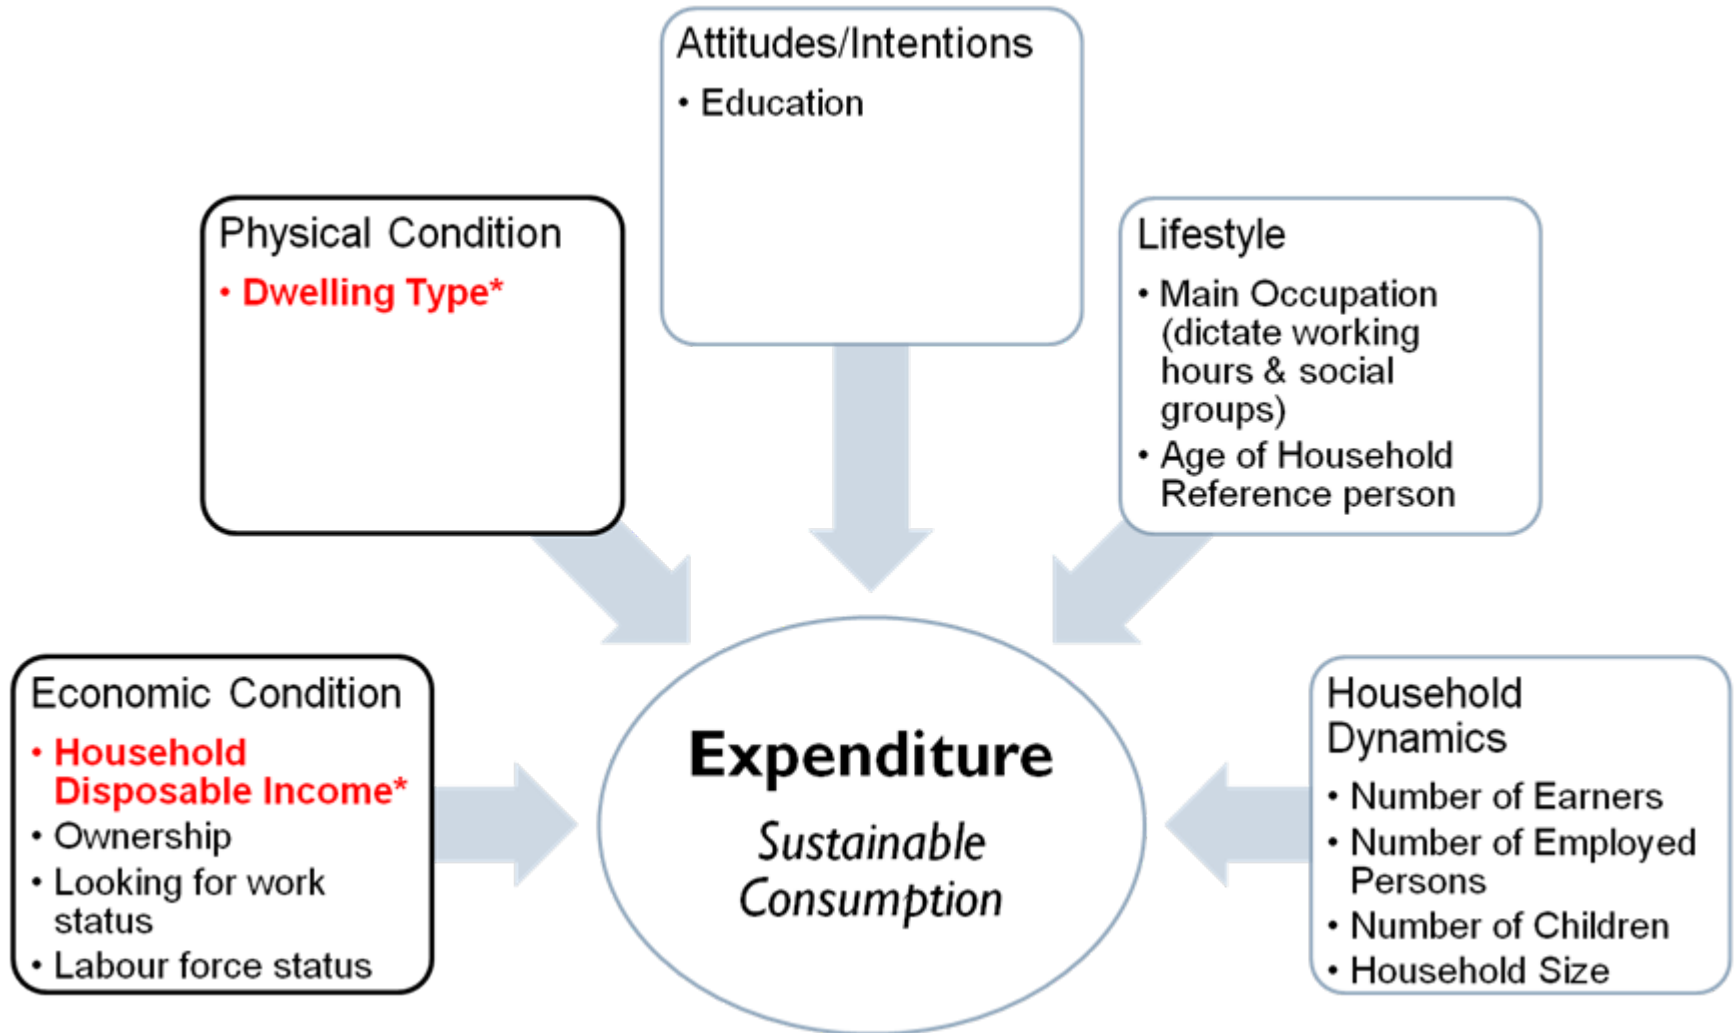 Attitudes/Intentions
• Education
Physical Condition
• Dwelling Type*
Lifestyle
• Main Occupation
(dictate working
hours & social
groups)
• Age of Household
Reference person
Economic Condition
• Household
Disposable Income*
• Ownership
• Looking for work
status
• Labour force status
Expenditure
Sustainable
Consumption
Household
Dynamics
• Number of Earners
• Number of Employed
Persons
• Number of Children
• Household Size